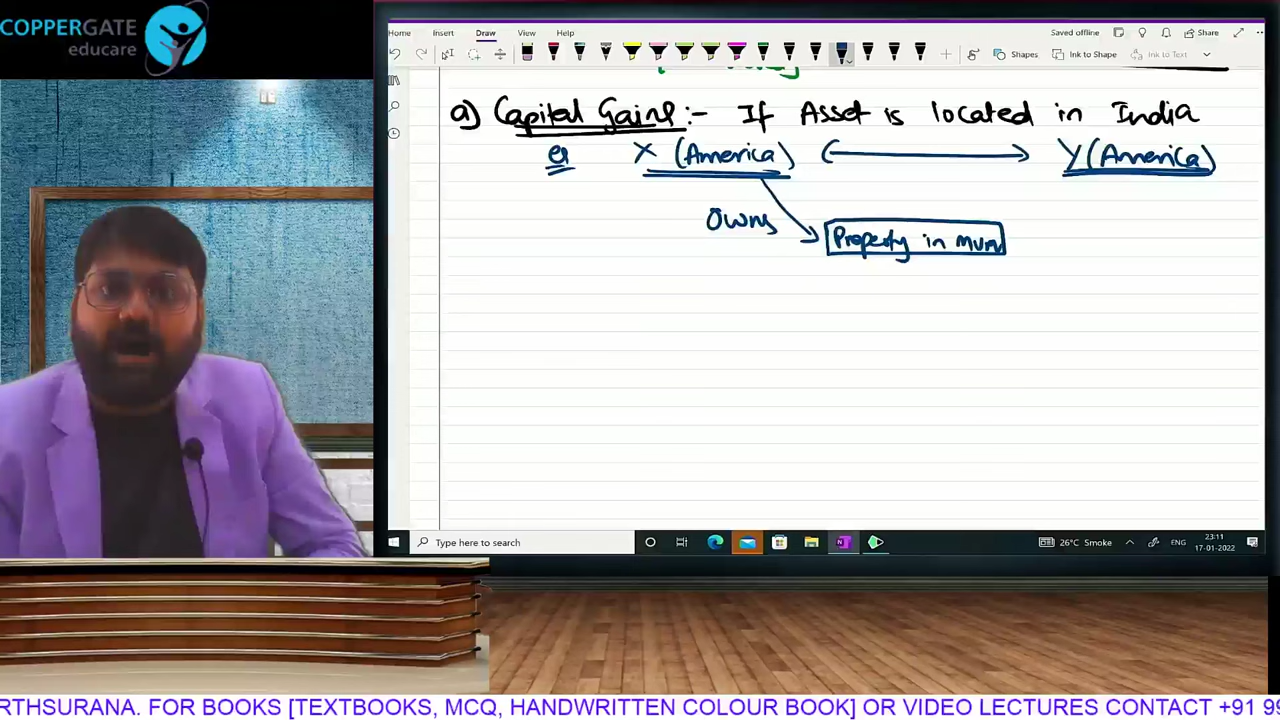 COPPERGATE
educare
Home Insert Draw View Help
Saved offline
Share
Shapes
Ink to Shape
Ink to Text
a) Capital Gains :- If Asset is located in India
eg X (America) Y (America)
Owns
Property in Mum
Type here to search
26°C Smoke
ENG
23:11
17-01-2022
RTHSURANA. FOR BOOKS [TEXTBOOKS, MCQ, HANDWRITTEN COLOUR BOOK] OR VIDEO LECTURES CONTACT +91 99